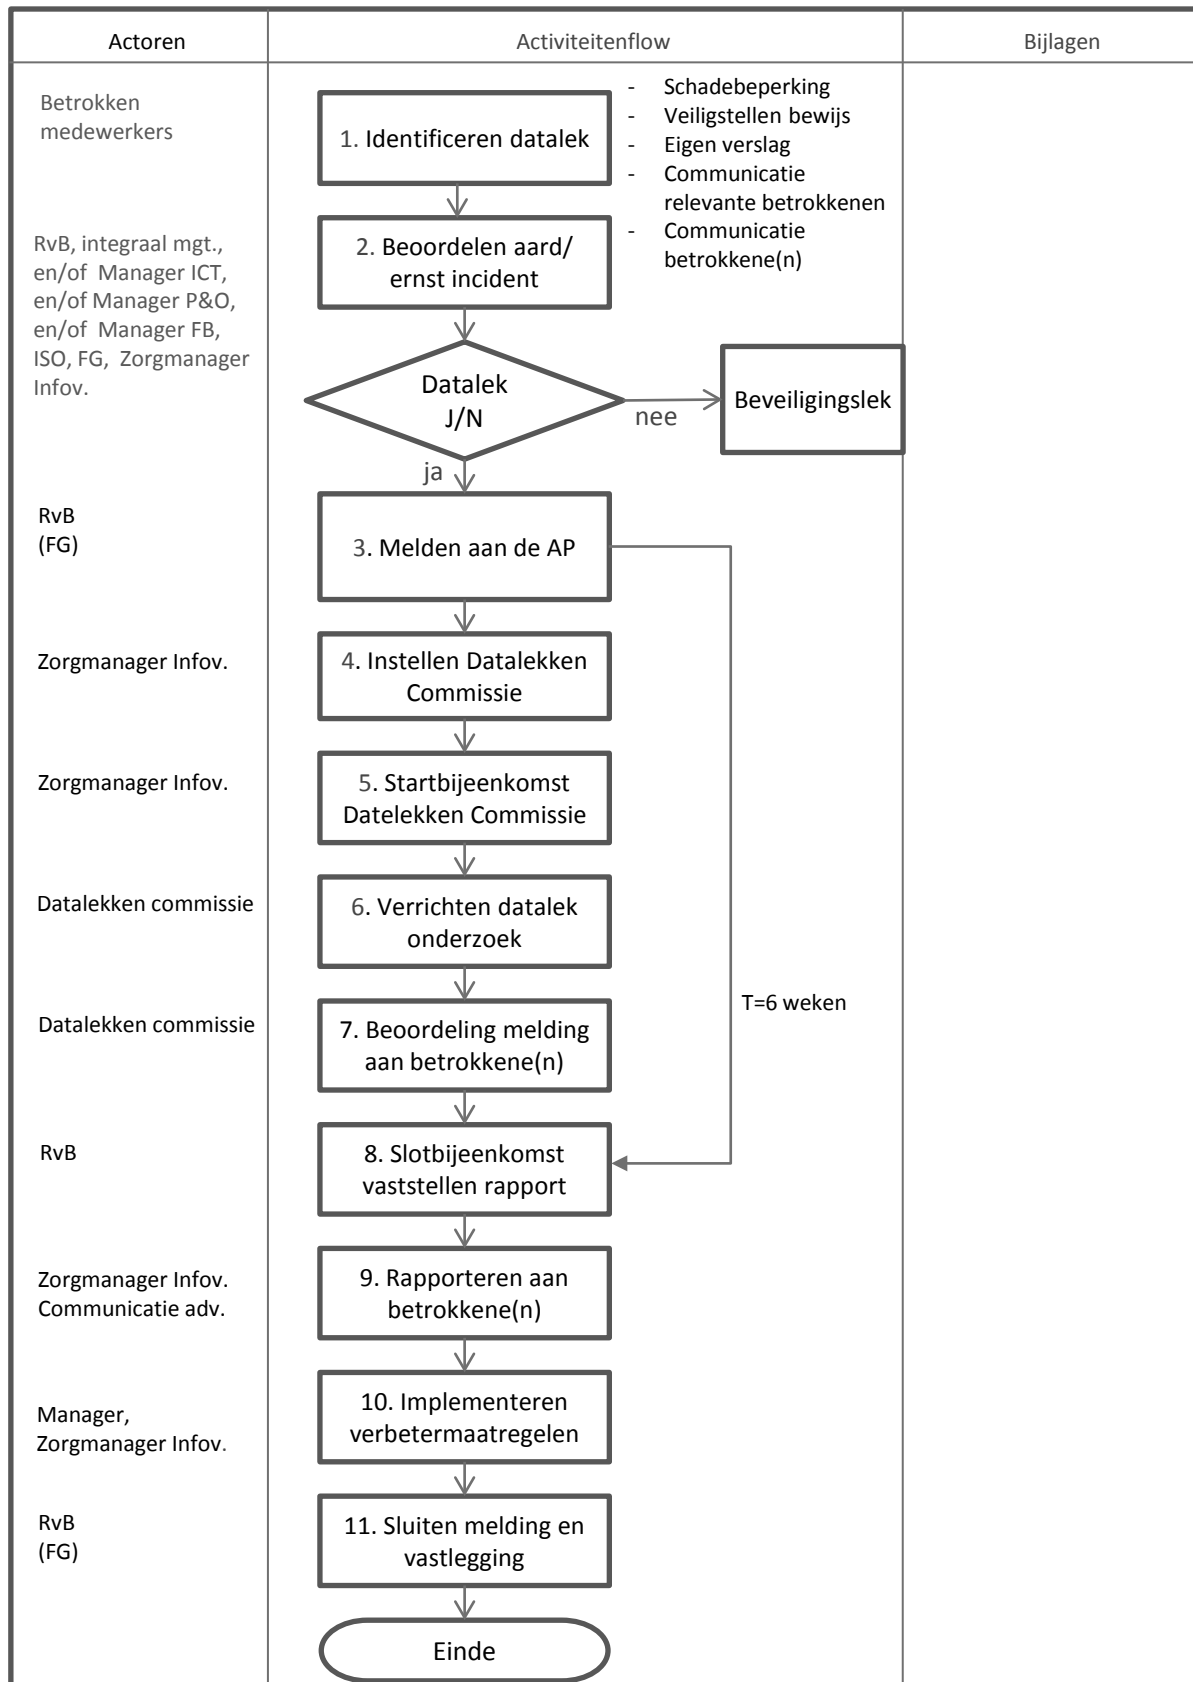 Actoren
Activiteitenflow
Bijlagen
Betrokken
medewerkers
1. Identificeren datalek
- Schadebeperking
- Veiligstellen bewijs
- Eigen verslag
- Communicatie
relevante betrokkenen
- Communicatie
betrokkene(n)
RvB, integraal mgt.,
en/of Manager ICT,
en/of Manager P&O,
en/of Manager FB,
ISO, FG, Zorgmanager
Infov.
2. Beoordelen aard/
ernst incident
Datalek
J/N
nee
Beveiligingslek
ja
RvB
(FG)
3. Melden aan de AP
Zorgmanager Infov.
4. Instellen Datalekken
Commissie
Zorgmanager Infov.
5. Startbijeenkomst
Datelekken Commissie
Datalekken commissie
6. Verrichten datalek
onderzoek
T=6 weken
Datalekken commissie
7. Beoordeling melding
aan betrokkene(n)
RvB
8. Slotbijeenkomst
vaststellen rapport
Zorgmanager Infov.
Communicatie adv.
9. Rapporteren aan
betrokkene(n)
Manager,
Zorgmanager Infov.
10. Implementeren
verbetermaatregelen
RvB
(FG)
11. Sluiten melding en
vastlegging
Einde